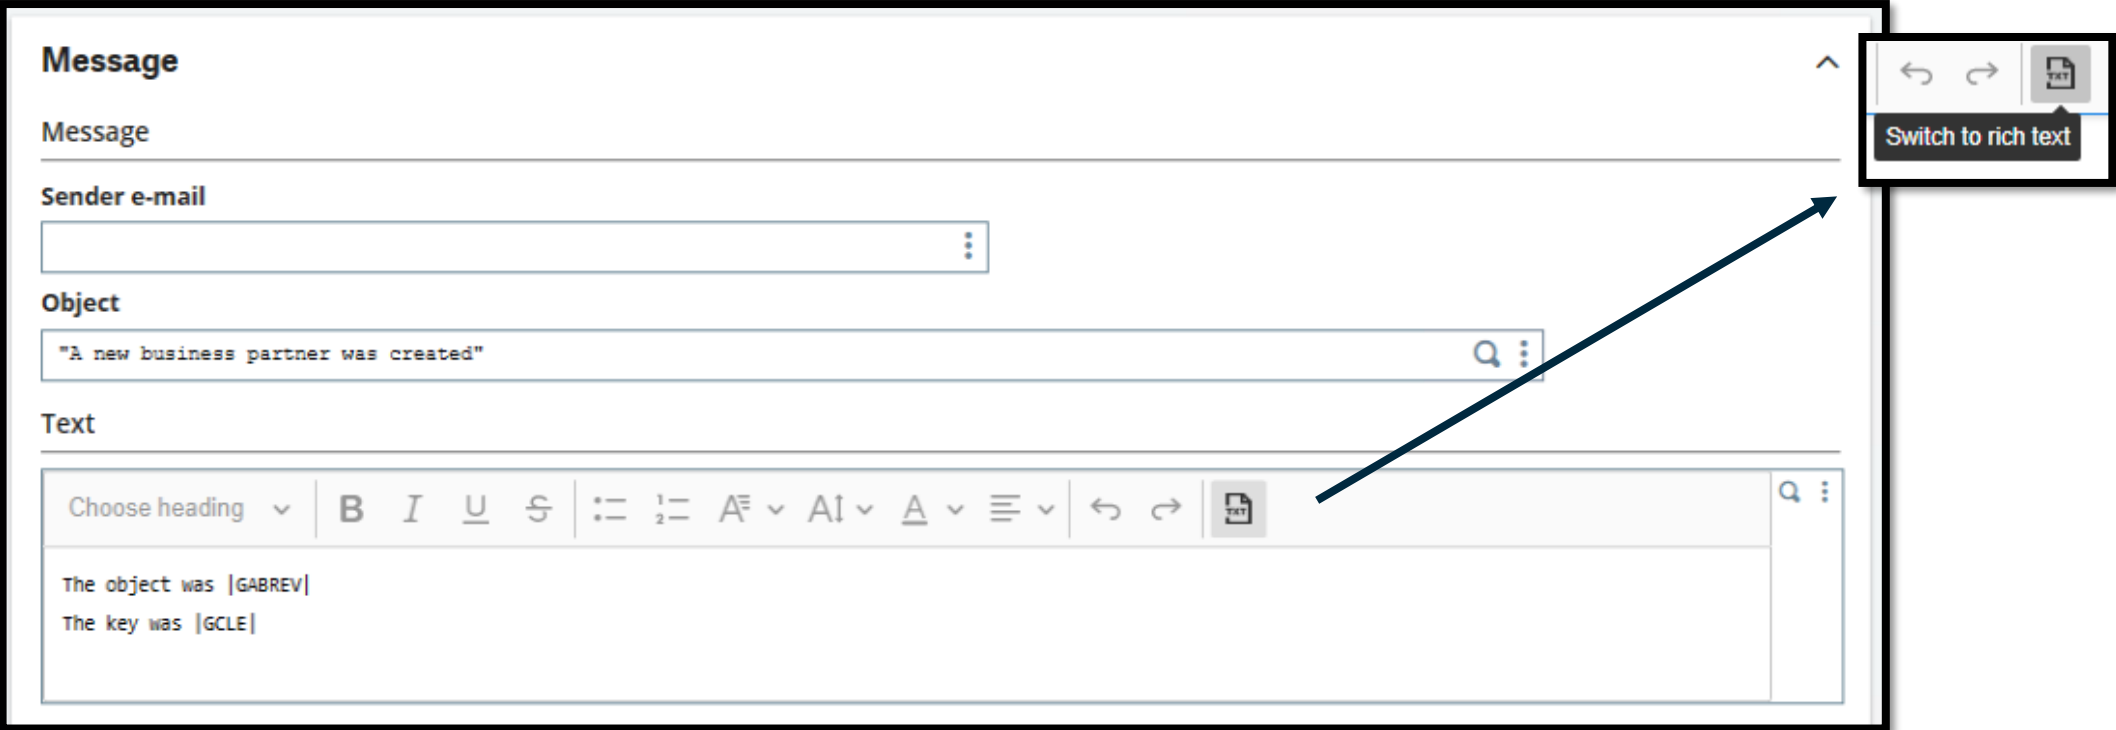 Message
Message
Sender e-mail
Object
"A new business partner was created"
Text
Choose heading
The object was |GABREV|
The key was |GCLE|
TXT
Switch to rich text